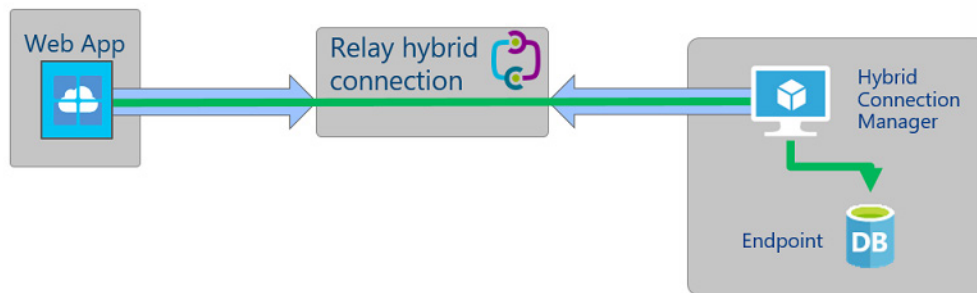 Web App
Relay hybrid
connection
Hybrid
Connection
Manager
Endpoint
DB